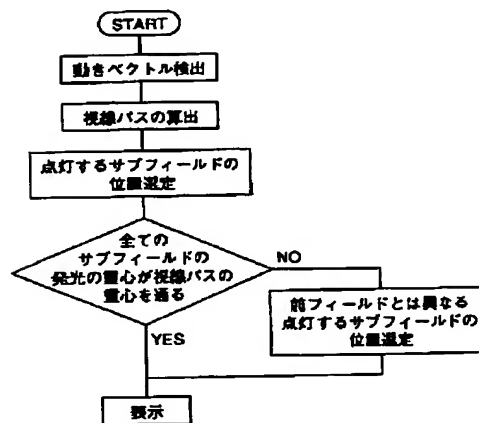 START
動きベクトル検出
視線パスの算出
点灯するサブフィールドの
位置選定
全ての
サブフィールドの
発光の重心が視線パスの
重心を通る
NO
前フィールドとは異なる
点灯するサブフィールドの
位置選定
YES
表示